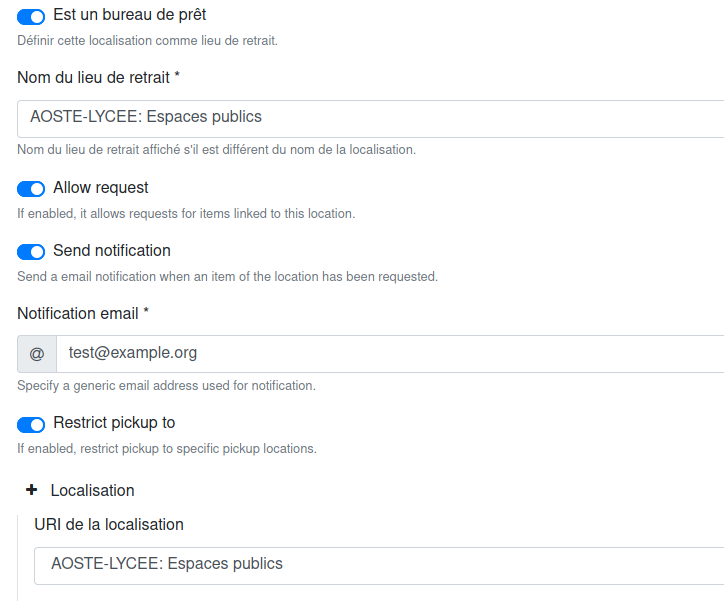 Est un bureau de prêt
Définir cette localisation comme lieu de retrait.
Nom du lieu de retrait *
AOSTE-LYCEE: Espaces publics
Nom du lieu de retrait affiché s'il est différent du nom de la localisation.
Allow request
If enabled, it allows requests for items linked to this location.
Send notification
Send a email notification when an item of the location has been requested.
Notification email *
@ test@example.org
Specify a generic email address used for notification.
Restrict pickup to
If enabled, restrict pickup to specific pickup locations.
Localisation
URI de la localisation
AOSTE-LYCEE: Espaces publics